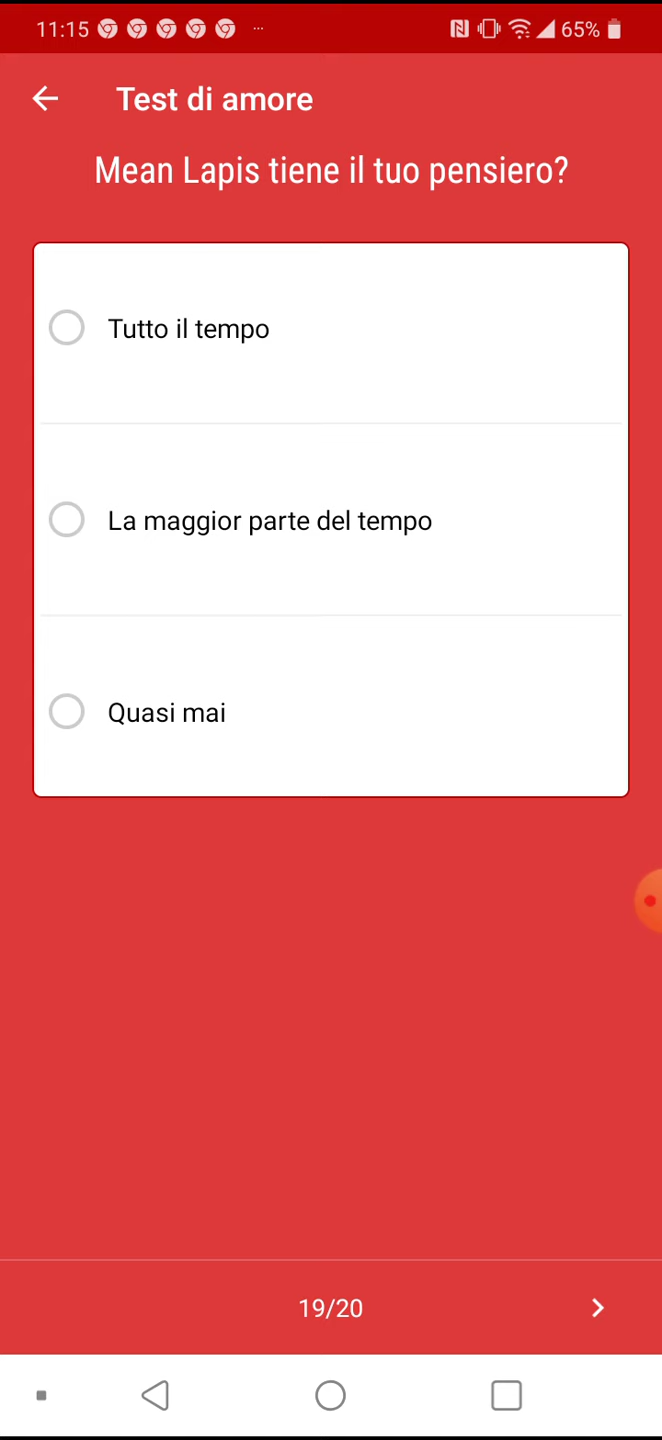 11:15 ... 65%
Test di amore
Mean Lapis tiene il tuo pensiero?
Tutto il tempo
La maggior parte del tempo
Quasi mai
19/20